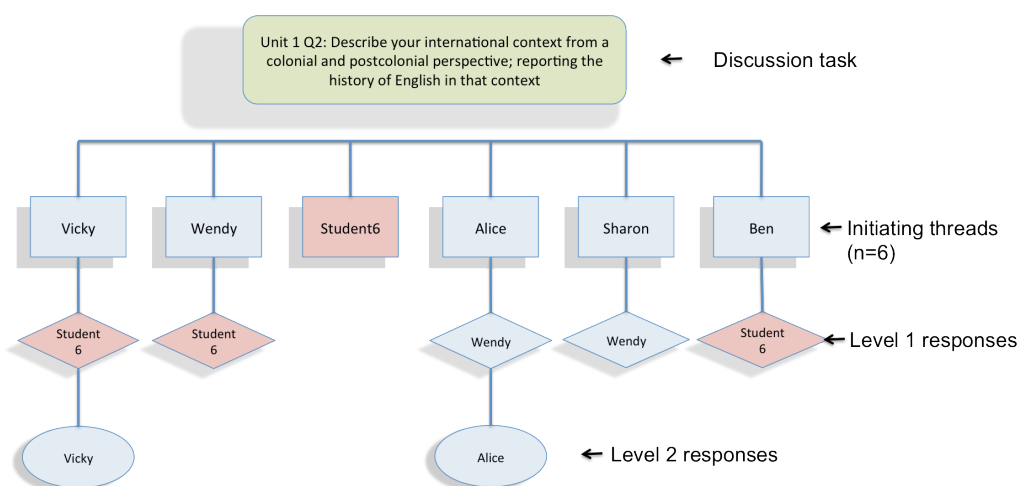 Unit 1 Q2: Describe your international context from a
colonial and postcolonial perspective; reporting the
history of English in that context
Discussion task
Vicky
Wendy
Student6
Alice
Sharon
Ben
Initiating threads
(n=6)
Student
6
Student
6
Wendy
Wendy
Student
6
Level 1 responses
Vicky
Alice
Level 2 responses